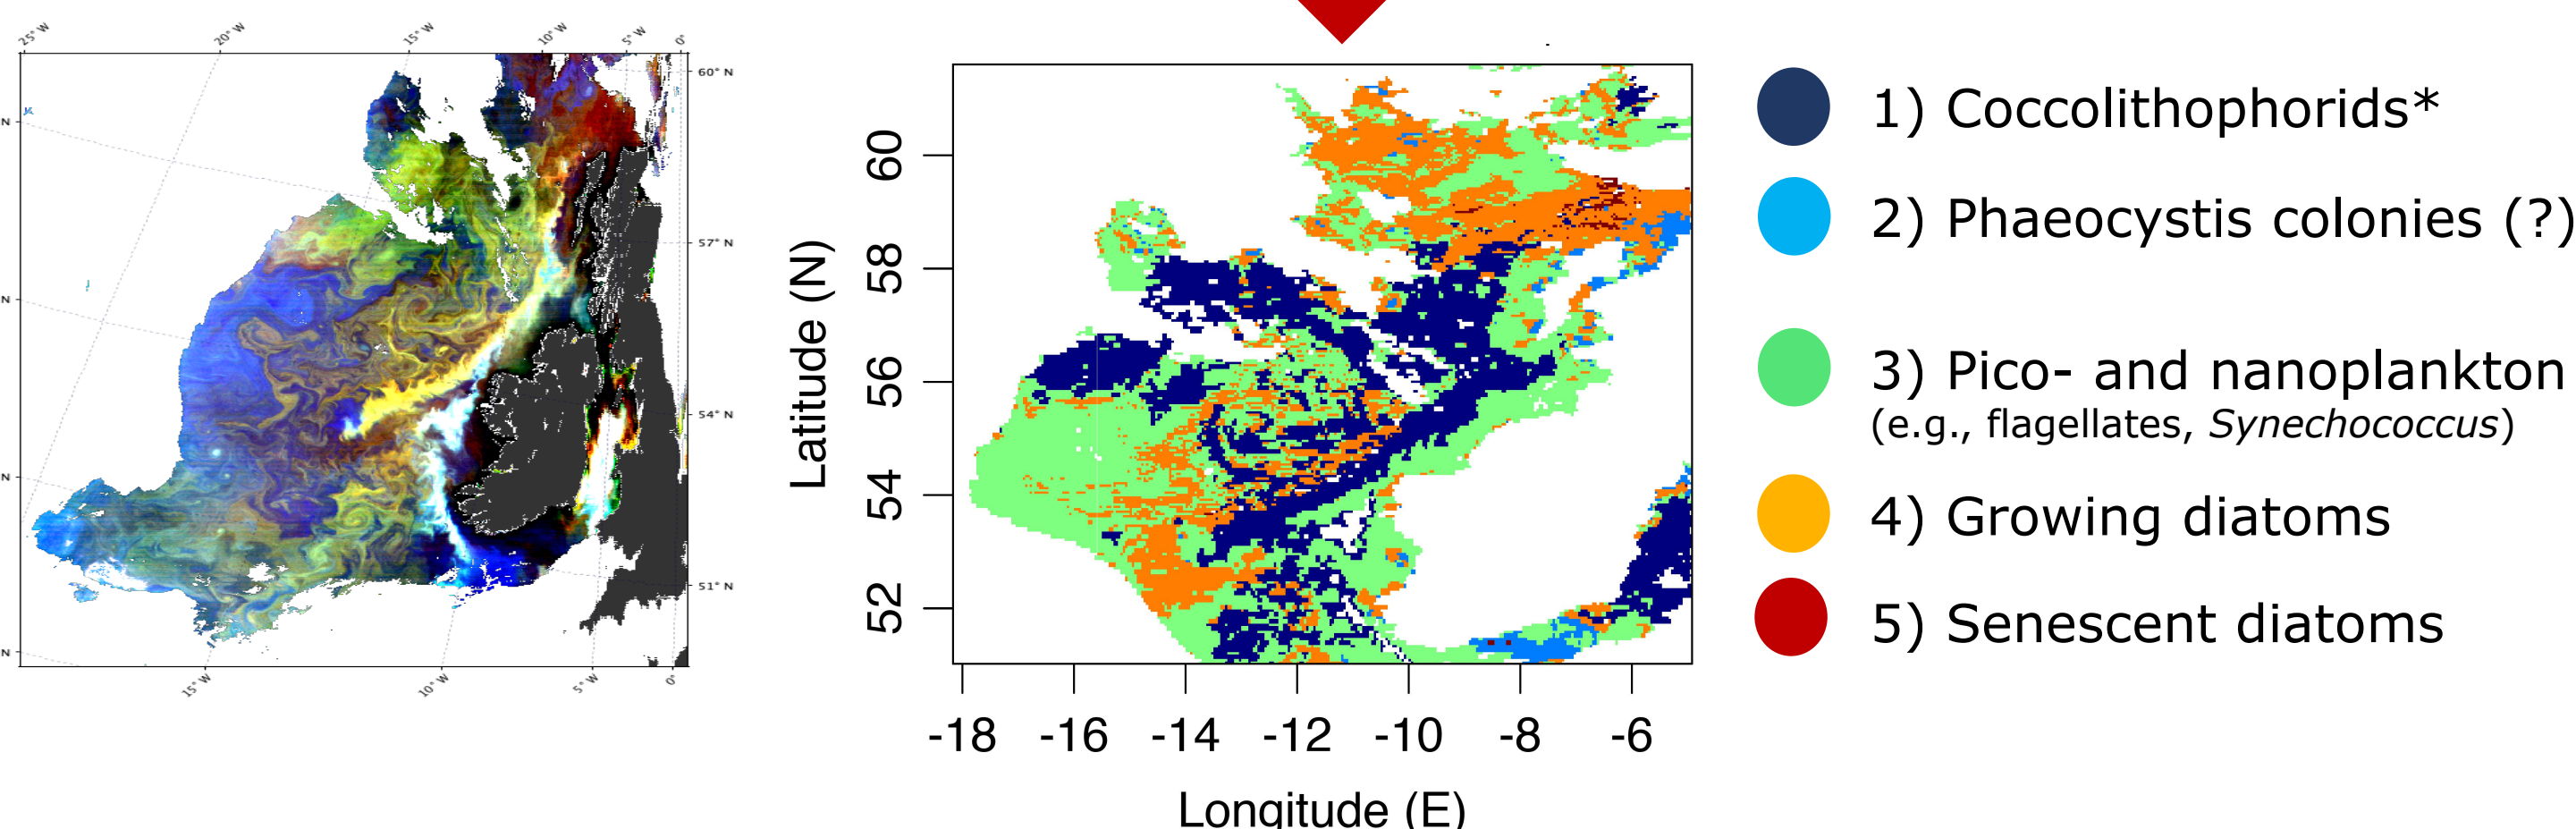 25°W 20°W 15°W 10°W 5°W 0°
60°N
N
57°N
N
54°N
N
51°N
N
15°W 10°W 5°W 0°
Latitude (N)
60
58
56
54
52
-18 -16 -14 -12 -10 -8 -6
Longitude (E)
1) Coccolithophorids*
2) Phaeocystis colonies (?)
3) Pico- and nanoplankton
(e.g., flagellates, Synechococcus)
4) Growing diatoms
5) Senescent diatoms